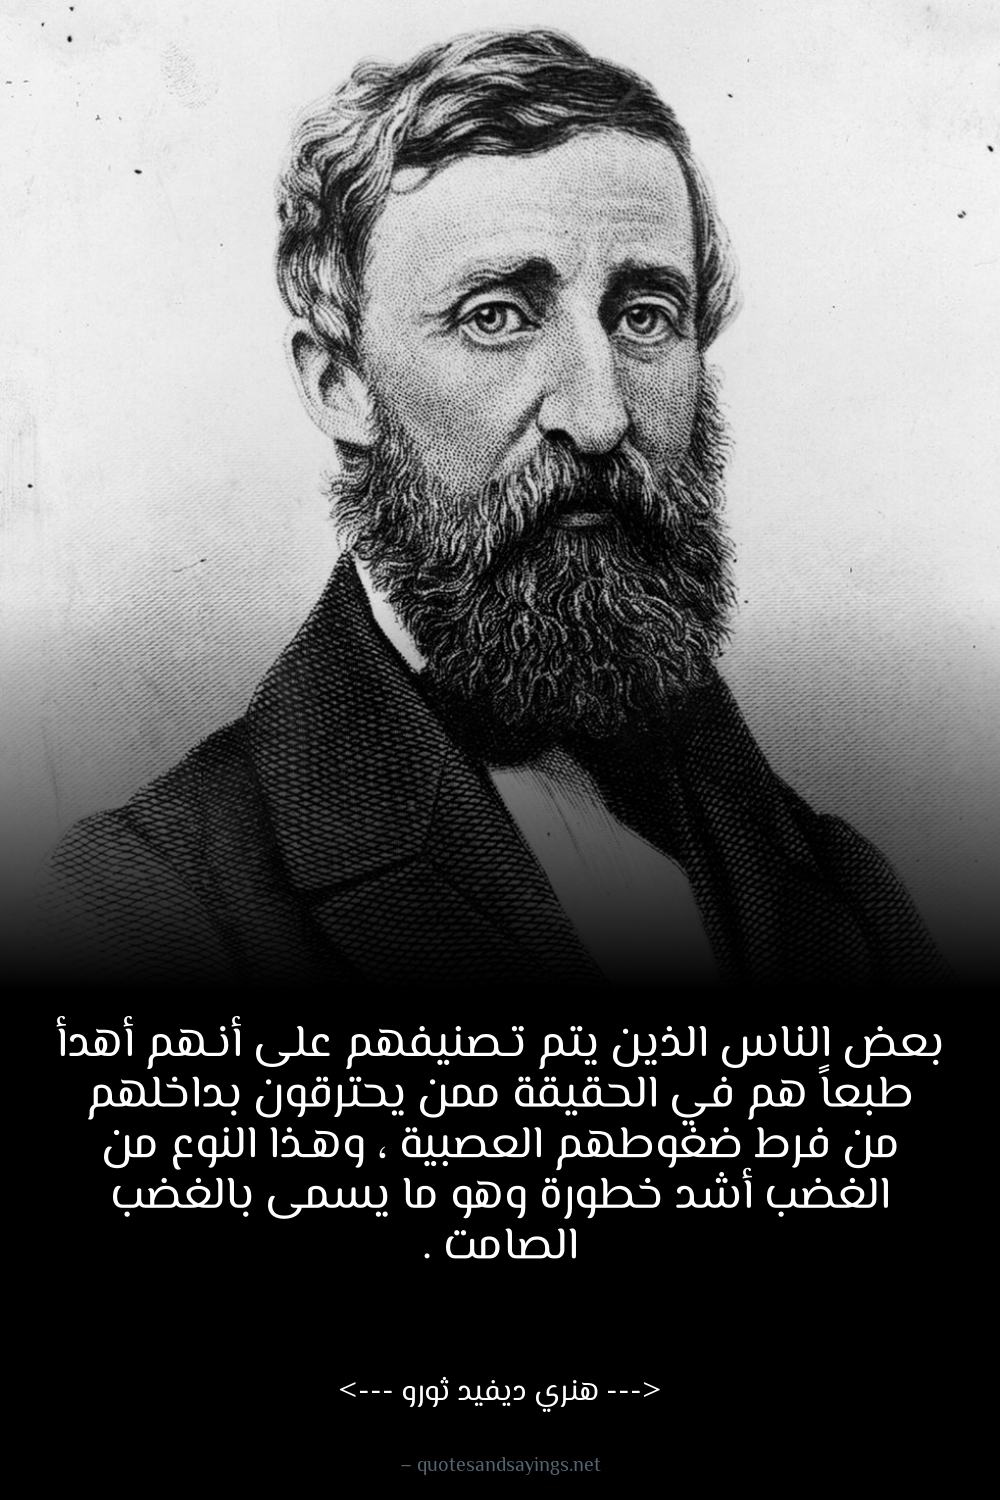 بعض الناس الذين يتم تصنيفهم على أنهم أهدأ
طبعاً هم في الحقيقة ممن يحترقون بداخلهم
من فرط ضغوطهم العصبية ، وهذا النوع من
الغضب أشد خطورة وهو ما يسمى بالغضب
الصامت .
<--- هنري ديفيد ثورو --->
– quotesandsayings.net